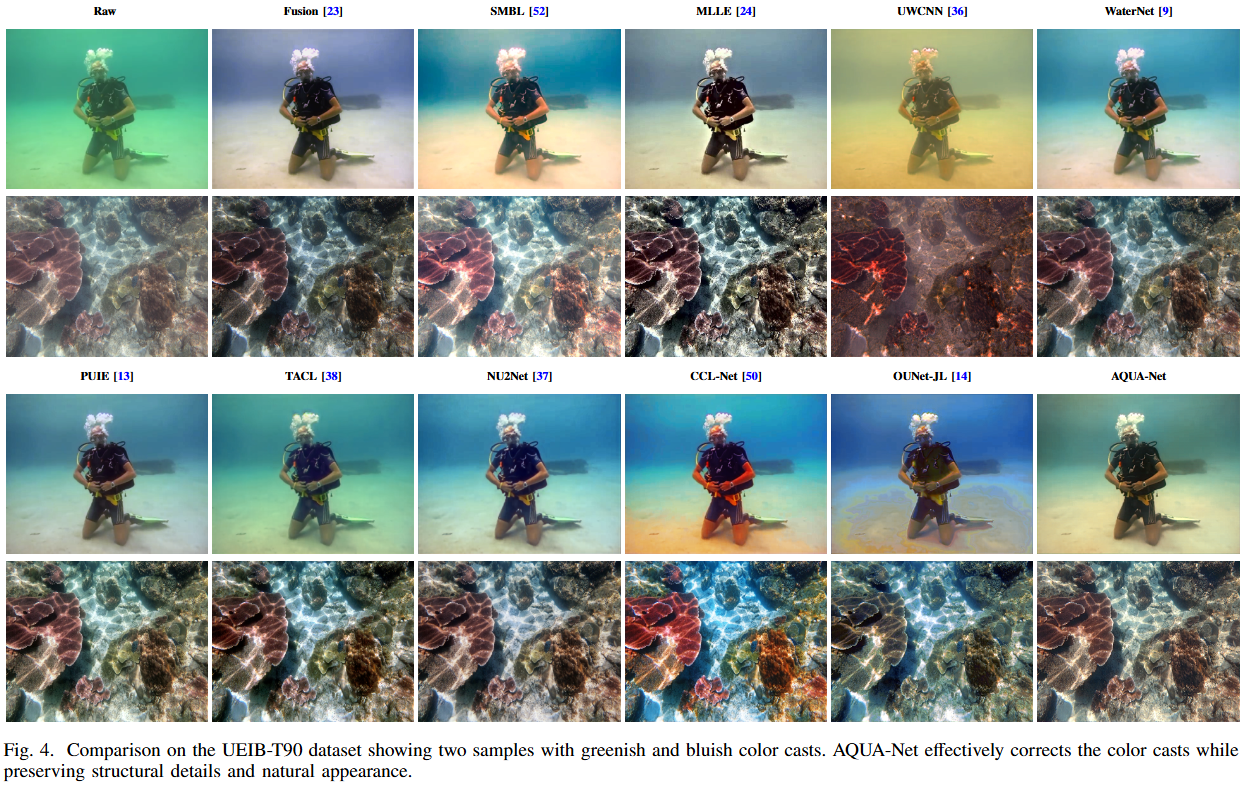 Raw Fusion [23] SMBL [52] MLLE [24] UWCNN [36] WaterNet [9]
PUIE [13] TACL [38] NU2Net [37] CCL-Net [50] OUNet-JL [14] AQUA-Net
Fig. 4. Comparison on the UEIB-T90 dataset showing two samples with greenish and bluish color casts. AQUA-Net effectively corrects the color casts while
preserving structural details and natural appearance.